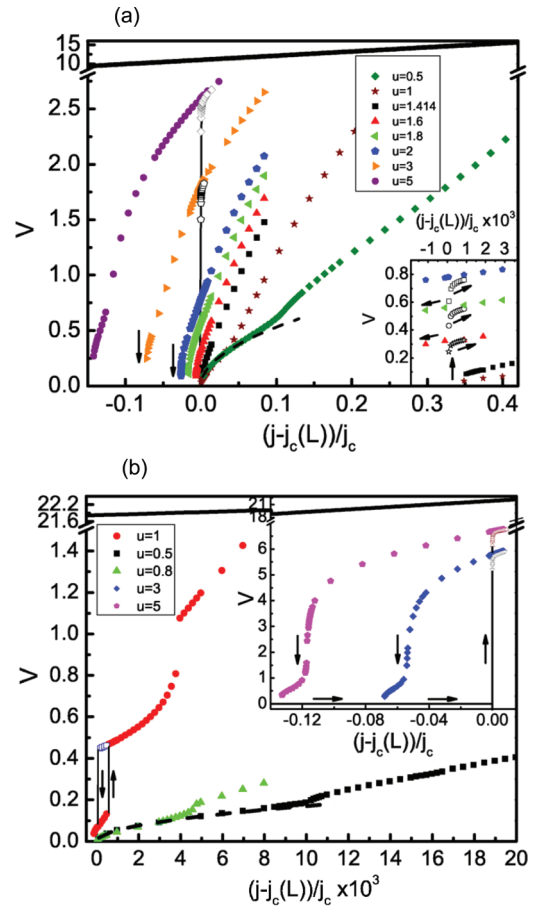 (a)
15
10
2.5
2.0
1.5
1.0
0.5
0.0
V
u=0.5
u=1
u=1.414
u=1.6
u=1.8
u=2
u=3
u=5
(j-j_c(L))/j_c x10^3
-1 0 1 2 3
0.8
0.6
0.4
0.2
V
-0.1 0.0 0.1 0.2 0.3 0.4
(j-j_c(L))/j_c
(b)
22.2
21.6
1.4
1.2
1.0
0.8
0.6
0.4
0.2
0.0
V
u=1
u=0.5
u=0.8
u=3
u=5
21
18
6
5
4
3
2
1
0
V
-0.12 -0.08 -0.04 0.00
(j-j_c(L))/j_c
0 2 4 6 8 10 12 14 16 18 20
(j-j_c(L))/j_c x10^3